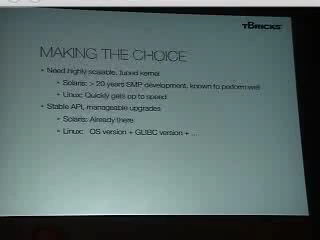 TBRICKS
MAKING THE CHOICE
• Need highly scalable, tuned kernel
• Solaris: > 20 years SMP development, known to perform well
• Linux: Quickly gets up to speed
• Stable API, manageable upgrades
• Solaris: Already there
• Linux: OS version + GLIBC version + ...